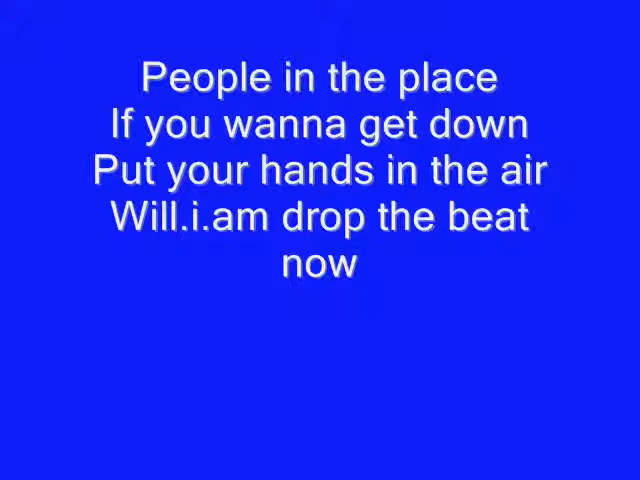 People in the place
If you wanna get down
Put your hands in the air
Will.i.am drop the beat
now